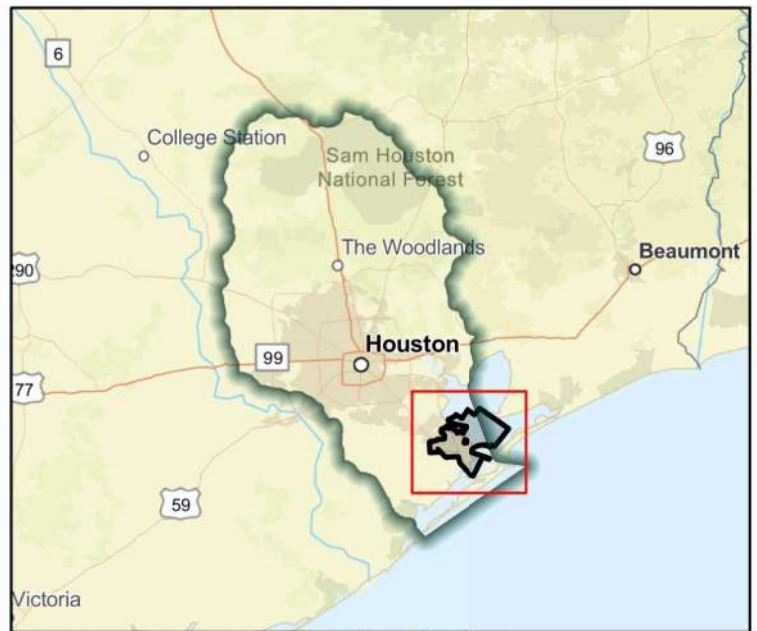 6
College Station
Sam Houston
National Forest
96
The Woodlands
Beaumont
290
Houston
99
77
59
Victoria